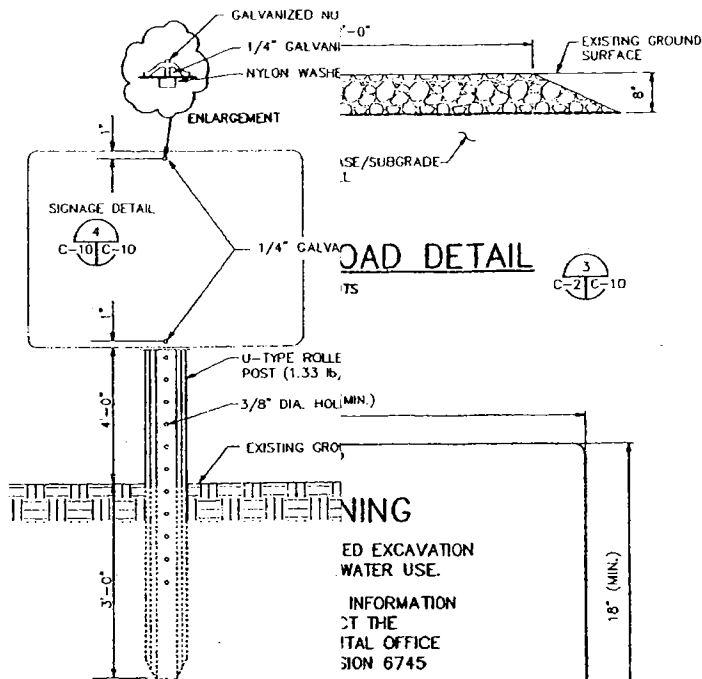 GALVANIZED NU
1/4" GALVANI
NYLON WASHE
ENLARGEMENT
1"
SIGNAGE DETAIL
4
C-10 C-10
1/4" GALVA
1"
U-TYPE ROLLE
POST (1.33 lb,
4'-0"
3/8" DIA. HOL
EXISTING GRO
3'-0"
'-0"
EXISTING GROUND
SURFACE
8"
ASE/SUBGRADE
OAD DETAIL
TS
3
C-2 C-10
(MIN.)
NING
ED EXCAVATION
WATER USE.
INFORMATION
CT THE
TAL OFFICE
SION 6745
18" (MIN.)